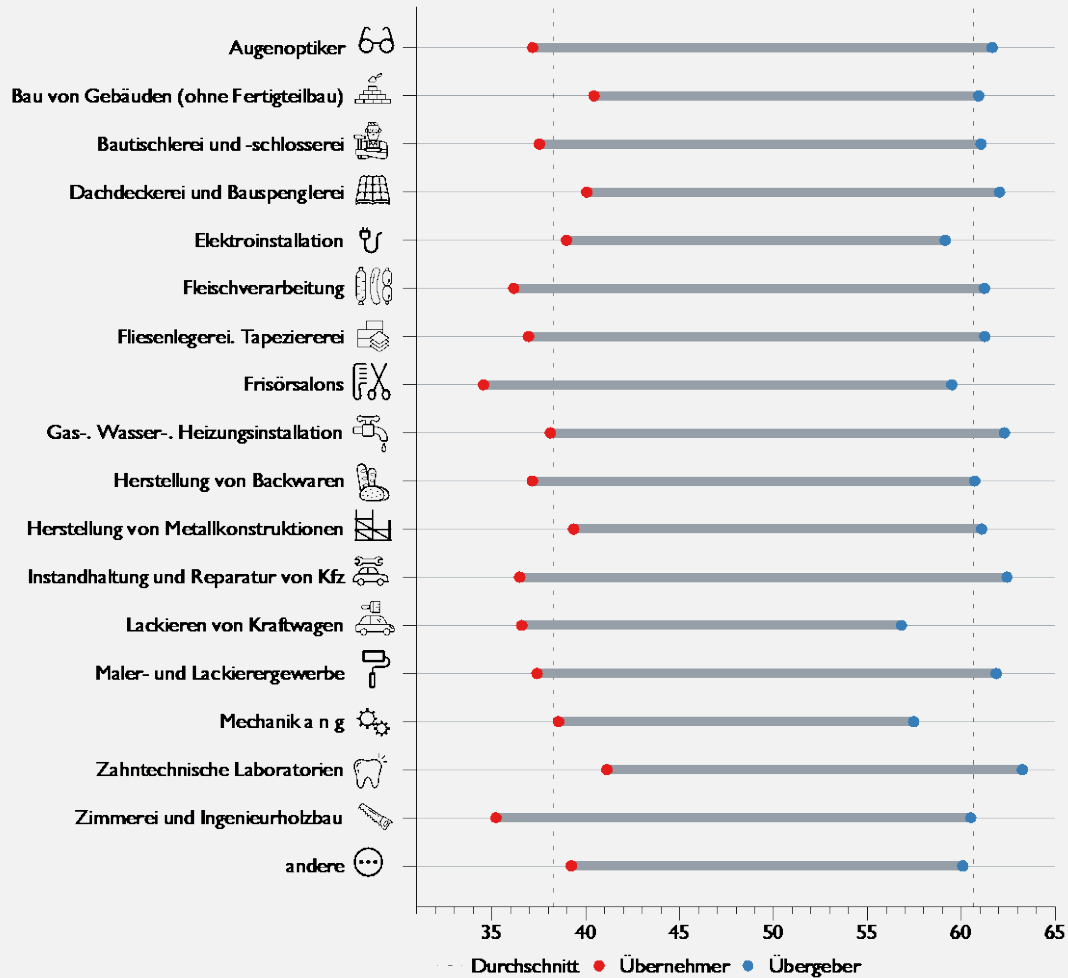 Augenoptiker
Bau von Gebäuden (ohne Fertigteilbau)
Bautischlerei und -schlosserei
Dachdeckerei und Bauspenglerei
Elektroinstallation
Fleischverarbeitung
Fliesenlegerei. Tapeziererei
Frisörsalons
Gas-. Wasser-. Heizungsinstallation
Herstellung von Backwaren
Herstellung von Metallkonstruktionen
Instandhaltung und Reparatur von Kfz
Lackieren von Kraftwagen
Maler- und Lackierergewerbe
Mechanik a n g
Zahntechnische Laboratorien
Zimmerei und Ingenieurholzbau
andere
35 40 45 50 55 60 65
Durchschnitt Übernehmer Übergeber